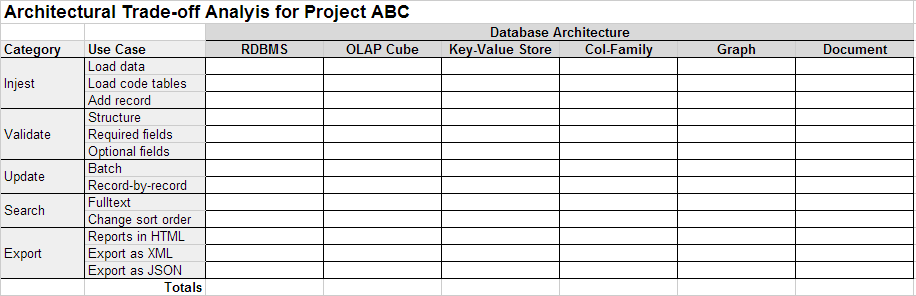 Architectural Trade-off Analyis for Project ABC
Database Architecture
Category Use Case RDBMS OLAP Cube Key-Value Store Col-Family Graph Document
Injest Load data
Load code tables
Add record
Validate Structure
Required fields
Optional fields
Update Batch
Record-by-record
Search Fulltext
Change sort order
Export Reports in HTML
Export as XML
Export as JSON
Totals